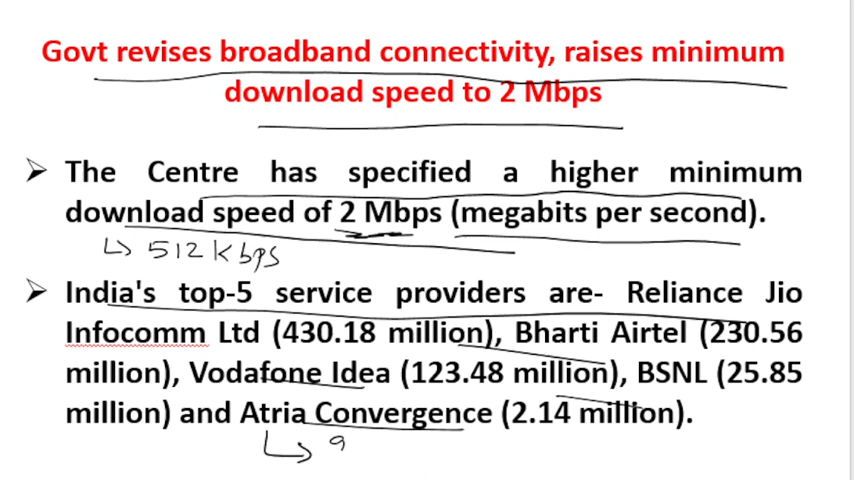 Govt revises broadband connectivity, raises minimum
download speed to 2 Mbps
➢ The Centre has specified a higher minimum
download speed of 2 Mbps (megabits per second).
↳ 512 kbps
➢ India's top-5 service providers are- Reliance Jio
Infocomm Ltd (430.18 million), Bharti Airtel (230.56
million), Vodafone Idea (123.48 million), BSNL (25.85
million) and Atria Convergence (2.14 million).